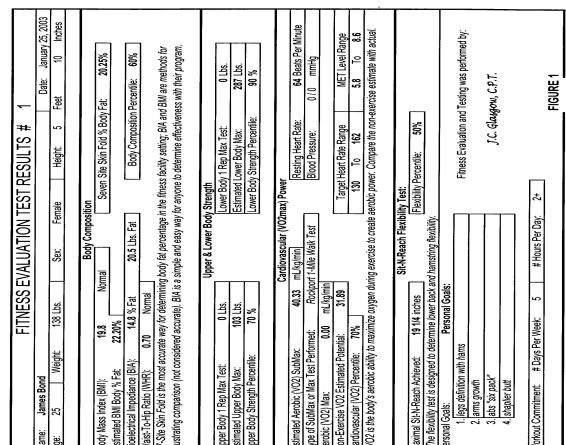 FITNESS EVALUATION TEST RESULTS # 1
ame: James Bond Date: January 25, 2003
ge: 25 Weight: 138 Lbs. Sex: Female Height: 5 Feet 10 Inches
Body Composition
ody Mass Index (BMI): 19.8 Normal Seven Site Skin Fold % Body Fat: 20.25%
stimated BMI Body % Fat: 22.20%
ioelectrical Impedence (BIA): 14.8 % Fat 20.5 Lbs. Fat Body Composition Percentile: 60%
Vaist-To-Hip Ratio (WHR): 0.70 Normal
-Site Skin Fold is the most accurate way for determining body fat percentage in the fitness facility setting; BIA and BMI are methods for
ustering comparison (not considered accurate). BIA is a simple and easy way for anyone to determine effectiveness with their program.
Upper & Lower Body Strength
pper Body 1 Rep Max Test: 0 Lbs. Lower Body 1 Rep Max Test: 0 Lbs.
stimated Upper Body Max: 103 Lbs. Estimated Lower Body Max: 287 Lbs.
pper Body Strength Percentile: 70 % Lower Body Strength Percentile: 90 %
Cardiovascular (VO2max) Power
stimated Aerobic (VO2) SubMax: 40.33 mL/kg/min Resting Heart Rate: 64 Beats Per Minute
ype of SubMax or Max Test Performed: Rockport 1-Mile Walk Test Blood Pressure: 0 / 0 mmHg
erobic (VO2) Max: 0.00 mL/kg/min
on-Exercise VO2 Estimated Potential: 31.89 Target Heart Rate Range MET Level Range
ardiovascular (VO2) Percentile: 70% 130 To 162 5.8 To 8.6
O2 is the body's aerobic ability to maximize oxygen during exercise to create aerobic power. Compare the non-exercise estimate with actual.
Sit-N-Reach Flexibility Test:
aximal Sit-N-Reach Achieved: 19 1/4 inches Flexibility Percentile: 50%
he flexibility test is designed to determine lower back and hamstring flexibility.
ersonal Goals: Personal Goals:
1. legs definition with hams
2. arms growth
3. abs "six pack"
4. shaplier butt
Fitness Evaluation and Testing was performed by:
J.C. Glasgow, C.P.T.
orkout Commitment: # Days Per Week: 5 # Hours Per Day: 2+
FIGURE 1